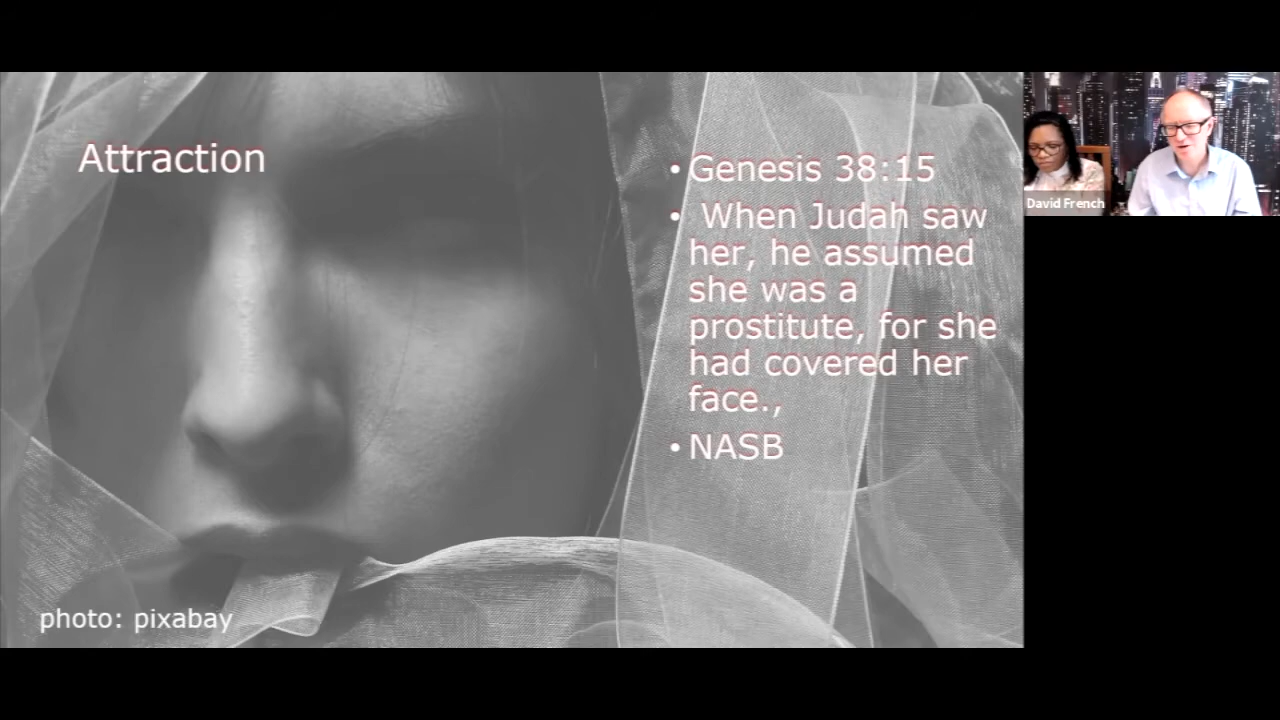 Attraction
• Genesis 38:15
• When Judah saw
her, he assumed
she was a
prostitute, for she
had covered her
face.,
• NASB
photo: pixabay
David French